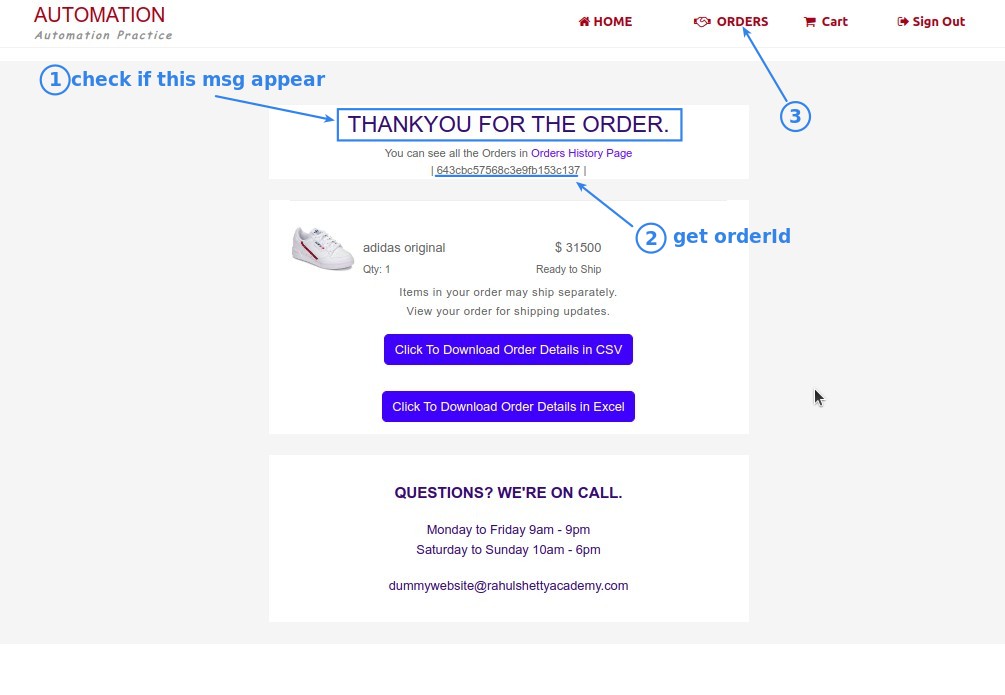 AUTOMATION
Automation Practice
HOME
ORDERS
Cart
Sign Out
1 check if this msg appear
3
THANKYOU FOR THE ORDER.
You can see all the Orders in Orders History Page
| 643cbc57568c3e9fb153c137 |
2 get orderId
adidas original
$ 31500
Qty: 1
Ready to Ship
Items in your order may ship separately.
View your order for shipping updates.
Click To Download Order Details in CSV
Click To Download Order Details in Excel
QUESTIONS? WE'RE ON CALL.
Monday to Friday 9am - 9pm
Saturday to Sunday 10am - 6pm
dummywebsite@rahulshettyacademy.com